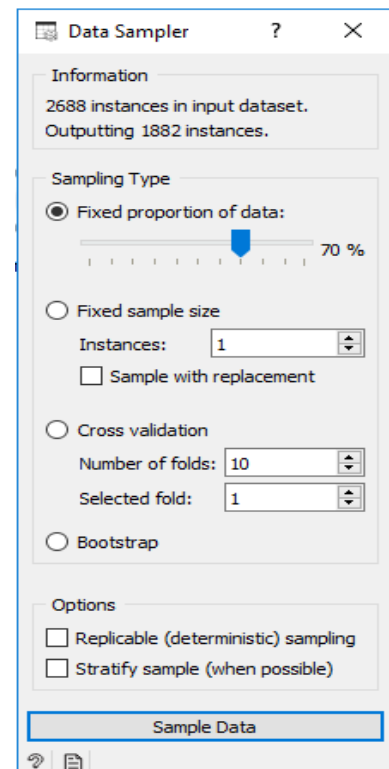 Data Sampler ?
Information
2688 instances in input dataset.
Outputting 1882 instances.
Sampling Type
Fixed proportion of data:
70 %
Fixed sample size
Instances: 1
Sample with replacement
Cross validation
Number of folds: 10
Selected fold: 1
Bootstrap
Options
Replicable (deterministic) sampling
Stratify sample (when possible)
Sample Data
?